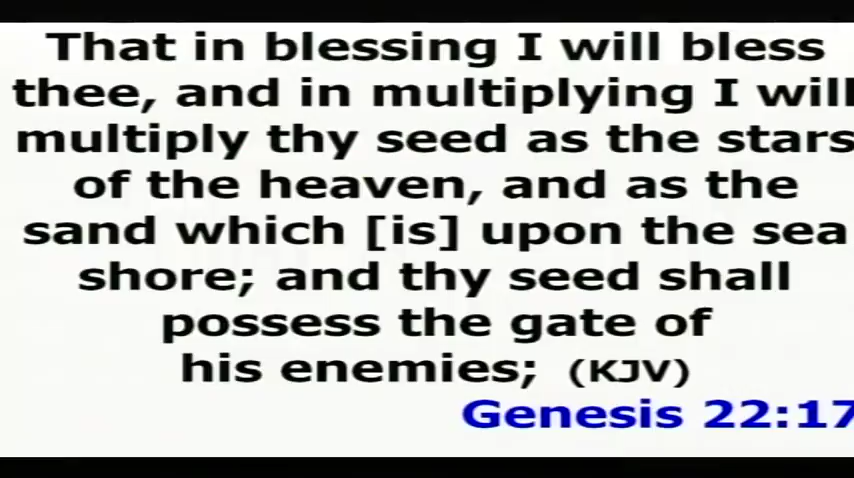 That in blessing I will bless
thee, and in multiplying I will
multiply thy seed as the stars
of the heaven, and as the
sand which [is] upon the sea
shore; and thy seed shall
possess the gate of
his enemies; (KJV)
Genesis 22:17